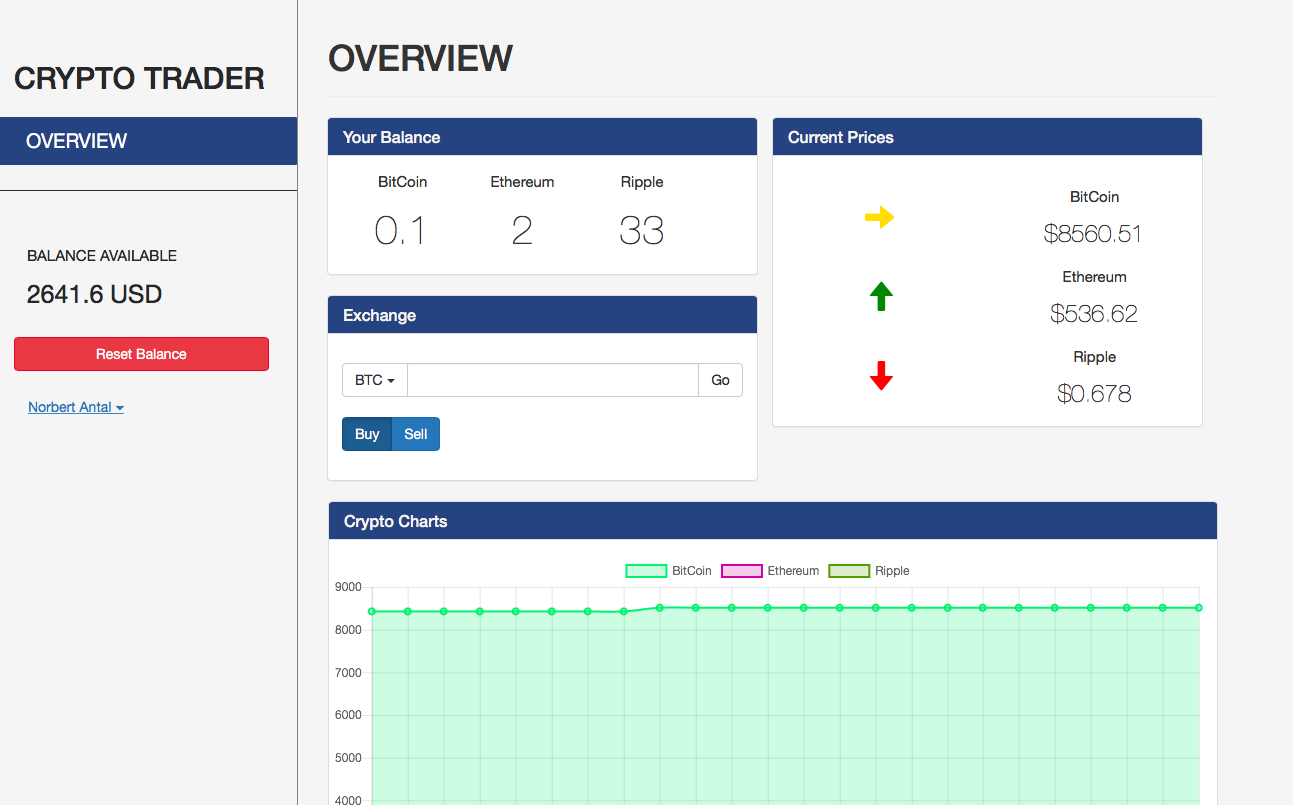 CRYPTO TRADER
OVERVIEW
BALANCE AVAILABLE
2641.6 USD
Reset Balance
Norbert Antal
OVERVIEW
Your Balance
BitCoin Ethereum Ripple
0.1 2 33
Exchange
BTC Go
Buy Sell
Current Prices
BitCoin
$8560.51
Ethereum
$536.62
Ripple
$0.678
Crypto Charts
BitCoin Ethereum Ripple
9000
8000
7000
6000
5000
4000